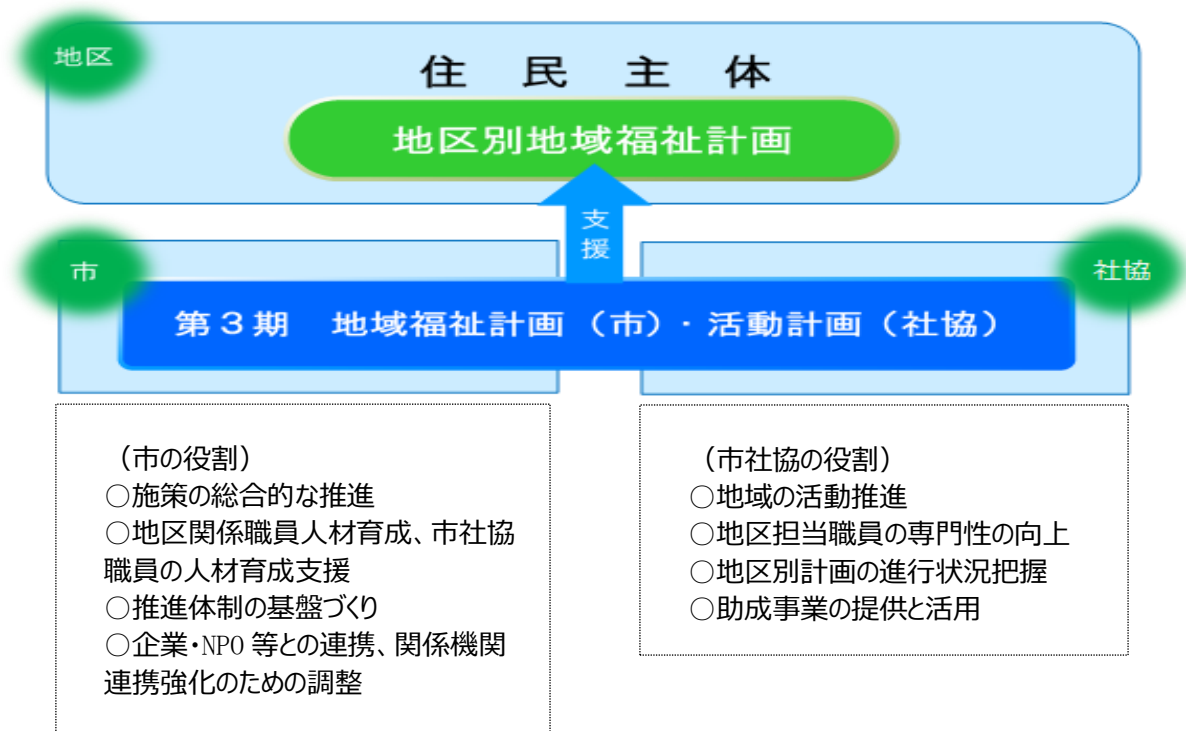 地区
住民主体
地区別地域福祉計画
支援
市
社協
第3期　地域福祉計画（市）・活動計画（社協）
（市の役割）
○施策の総合的な推進
○地区関係職員人材育成、市社協
職員の人材育成支援
○推進体制の基盤づくり
○企業・NPO 等との連携、関係機関
連携強化のための調整
（市社協の役割）
○地域の活動推進
○地区担当職員の専門性の向上
○地区別計画の進行状況把握
○助成事業の提供と活用